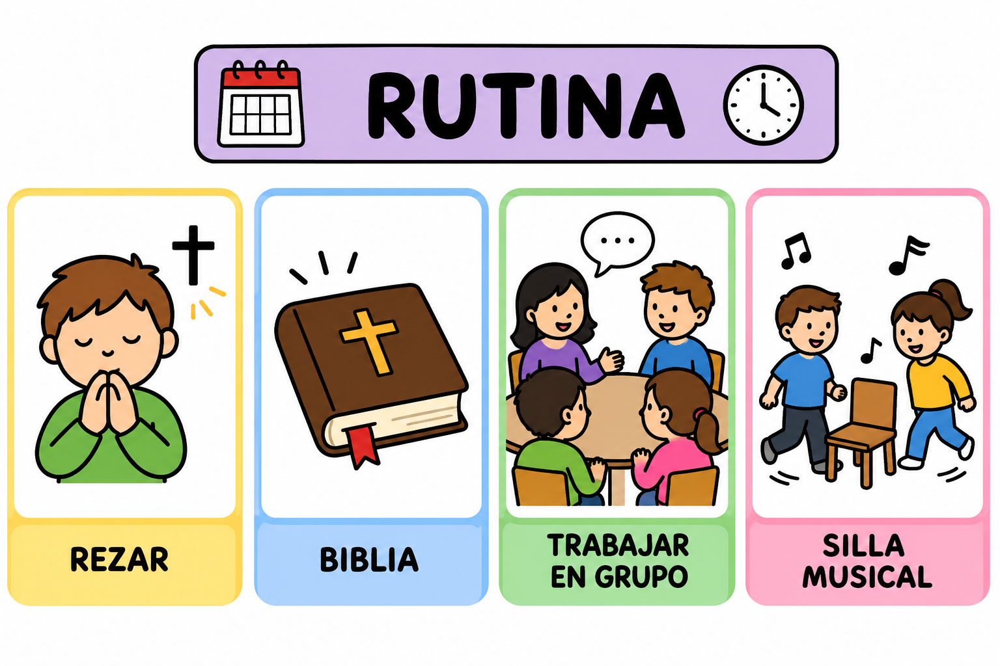 RUTINA
REZAR
BIBLIA
TRABAJAR
EN GRUPO
SILLA
MUSICAL